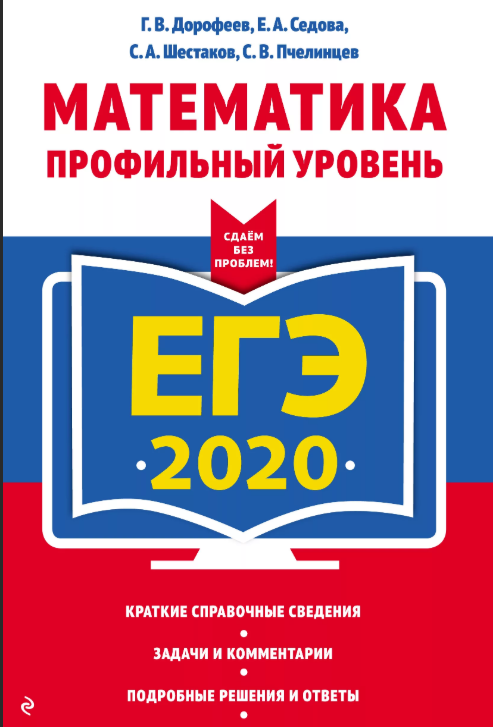 Г. В. Дорофеев, Е. А. Седова,
С. А. Шестаков, С. В. Пчелинцев
МАТЕМАТИКА
ПРОФИЛЬНЫЙ УРОВЕНЬ
СДАЁМ
БЕЗ
ПРОБЛЕМ!
ЕГЭ
·2020·
КРАТКИЕ СПРАВОЧНЫЕ СВЕДЕНИЯ
•
ЗАДАЧИ И КОММЕНТАРИИ
•
ПОДРОБНЫЕ РЕШЕНИЯ И ОТВЕТЫ
•